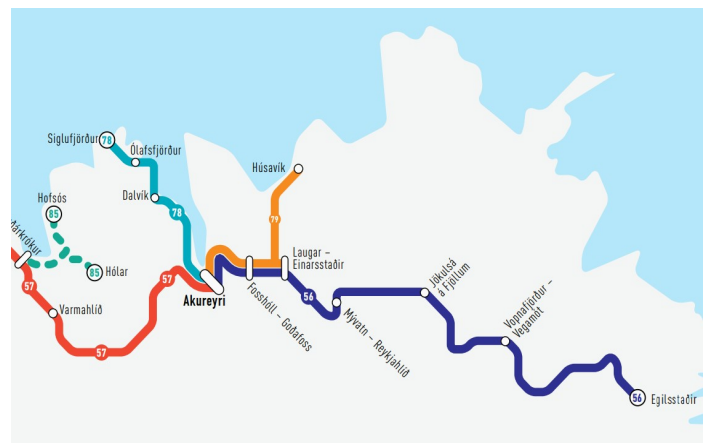 Siglufjörður
78
Ólafsfjörður
Húsavík
Hofsós
85
Dalvík
78
79
Hólar
85
57
57
57
Varmahlíð
Akureyri
Laugar –
Einarsstaðir
Fosshóll – Goðafoss
56
Mývatn – Reykjahlíð
Jökulsá
á Fjöllum
Vopnafjörður –
Vegamót
56
Egilsstaðir